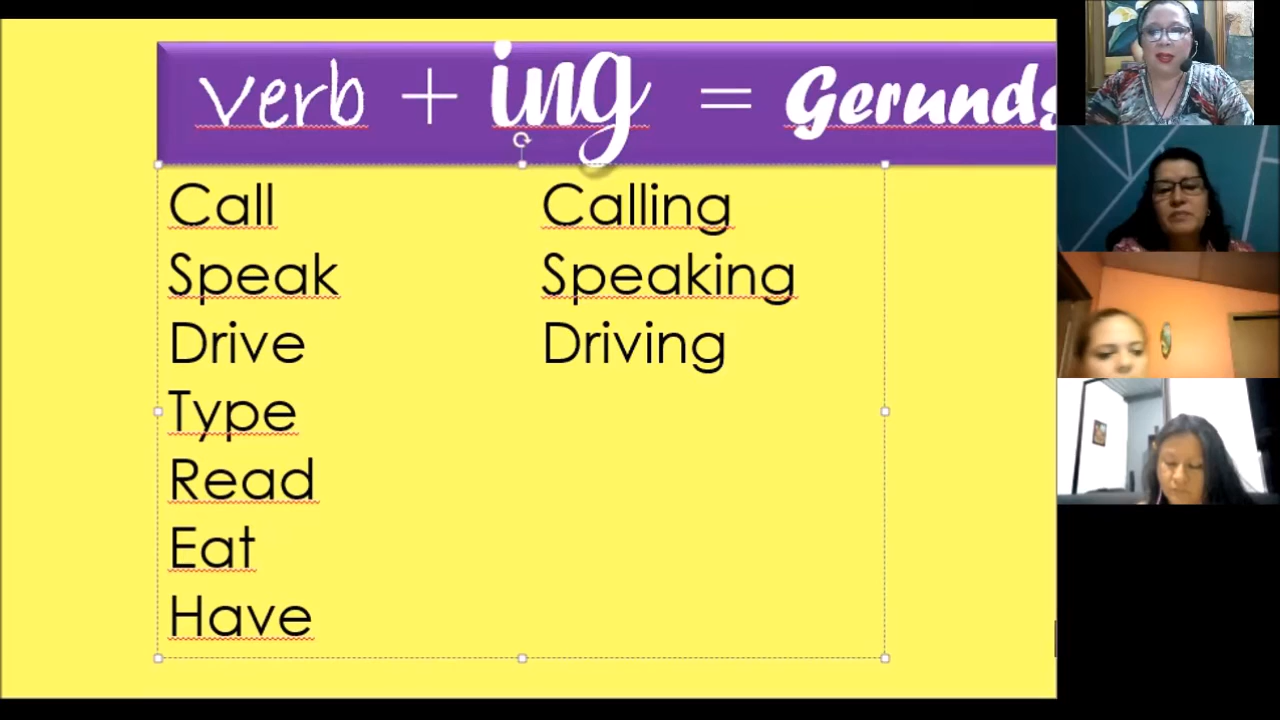 verb + ing = Gerunds
Call Calling
Speak Speaking
Drive Driving
Type
Read
Eat
Have